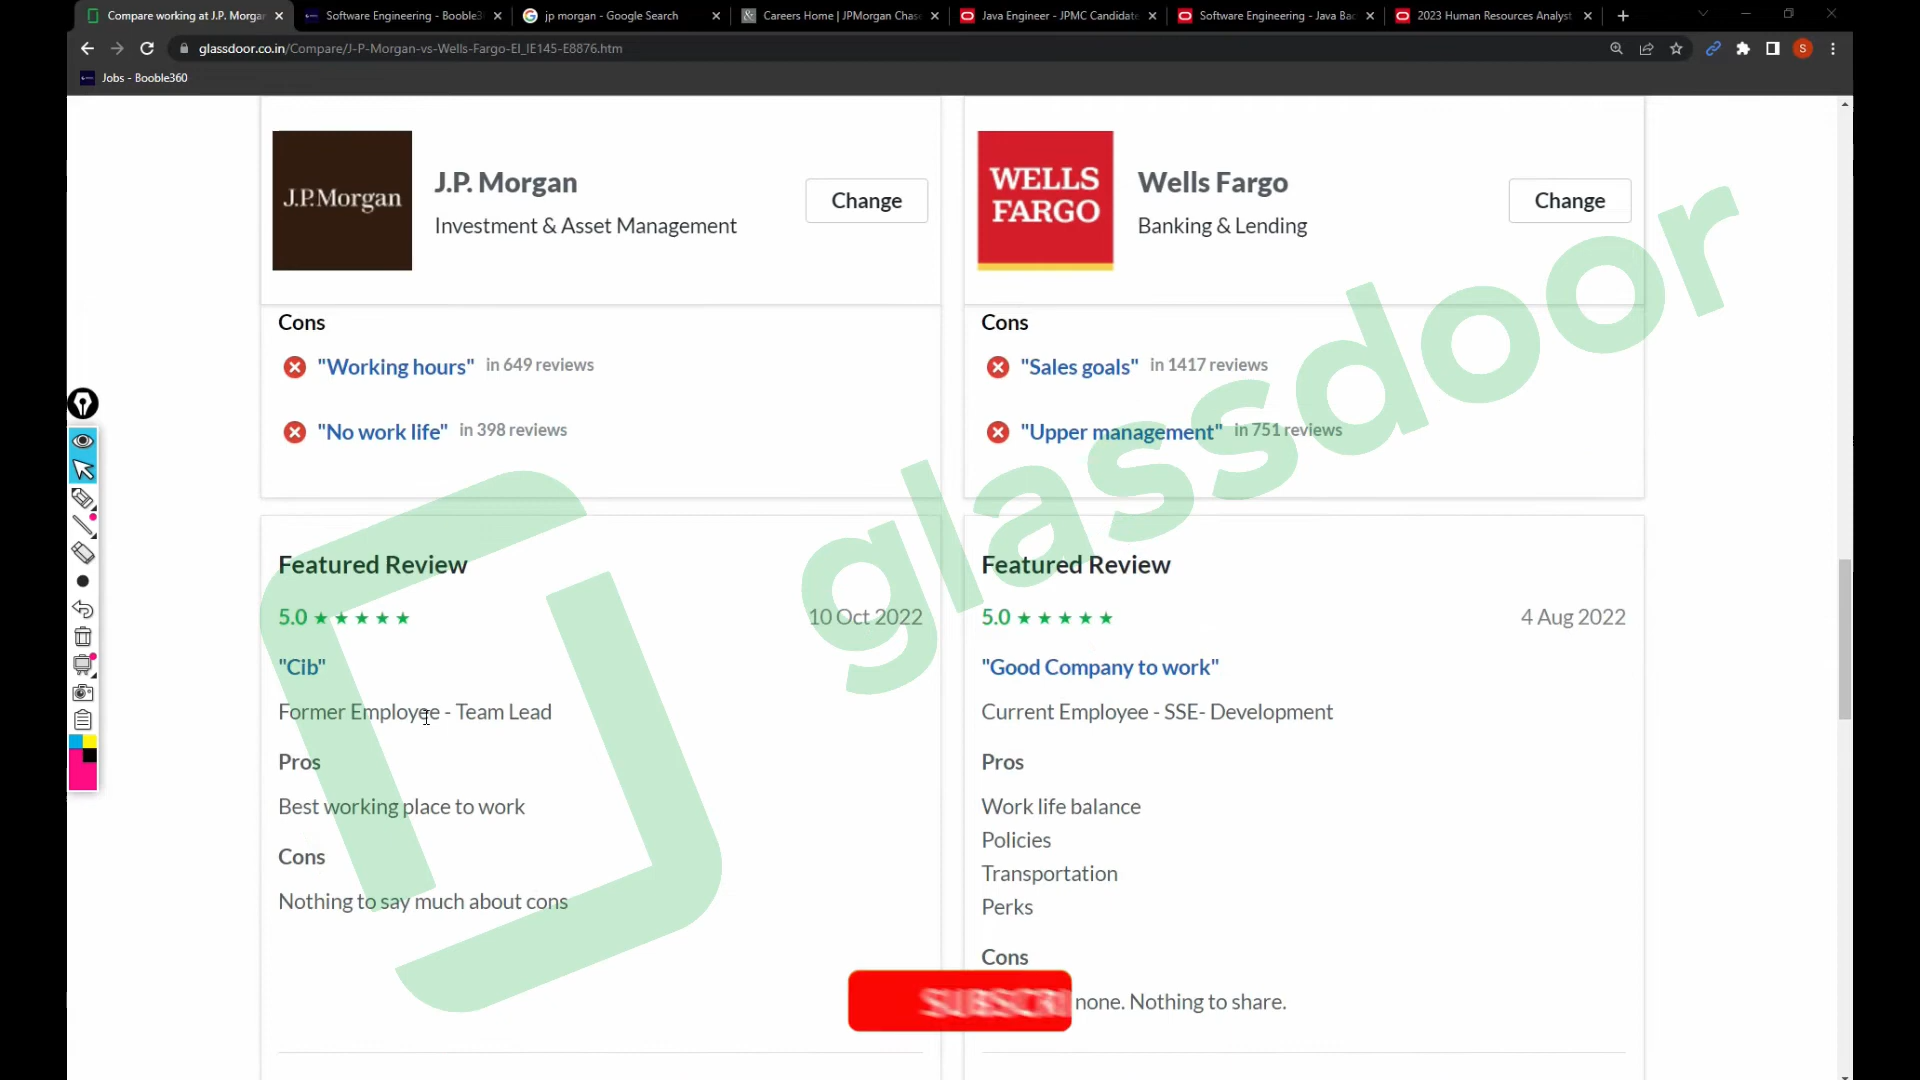 Compare working at J.P. Morgan
Software Engineering - Booble3
jp morgan - Google Search
Careers Home | JPMorgan Chase
Java Engineer - JPMC Candidate
Software Engineering - Java Bac
2023 Human Resources Analyst
glassdoor.co.in/Compare/J-P-Morgan-vs-Wells-Fargo-EI_IE145-E8876.htm
S
Jobs - Booble360
J.P.Morgan
J.P. Morgan
Investment & Asset Management
Change
WELLS
FARGO
Wells Fargo
Banking & Lending
Change
Cons
"Working hours" in 649 reviews
"No work life" in 398 reviews
Cons
"Sales goals" in 1417 reviews
"Upper management" in 751 reviews
glassdoor
Featured Review
5.0 ★ ★ ★ ★ ★ 10 Oct 2022
"Cib"
Former Employee - Team Lead
Pros
Best working place to work
Cons
Nothing to say much about cons
Featured Review
5.0 ★ ★ ★ ★ ★ 4 Aug 2022
"Good Company to work"
Current Employee - SSE- Development
Pros
Work life balance
Policies
Transportation
Perks
Cons
none. Nothing to share.